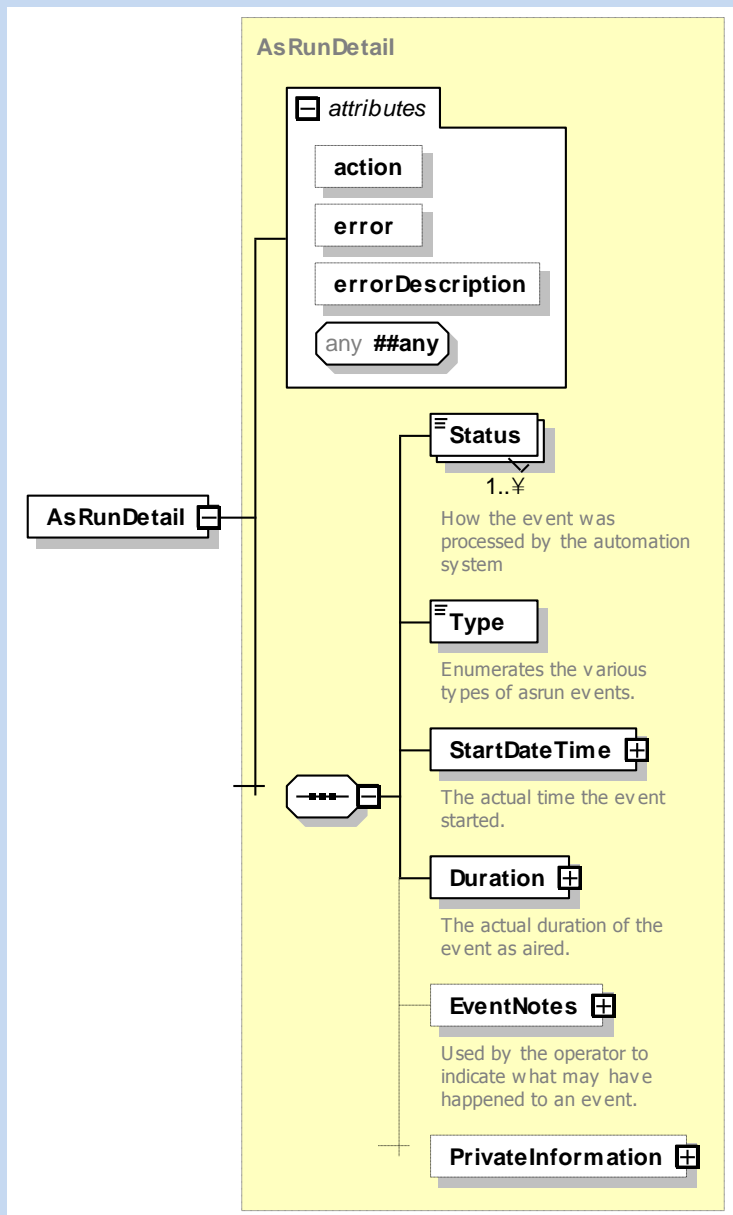 AsRunDetail
attributes
action
error
errorDescription
any ##any
Status
1..¥
How the event was
processed by the automation
system
AsRunDetail
Type
Enumerates the various
types of asrun events.
StartDateTime
The actual time the event
started.
Duration
The actual duration of the
event as aired.
EventNotes
Used by the operator to
indicate what may have
happened to an event.
PrivateInformation